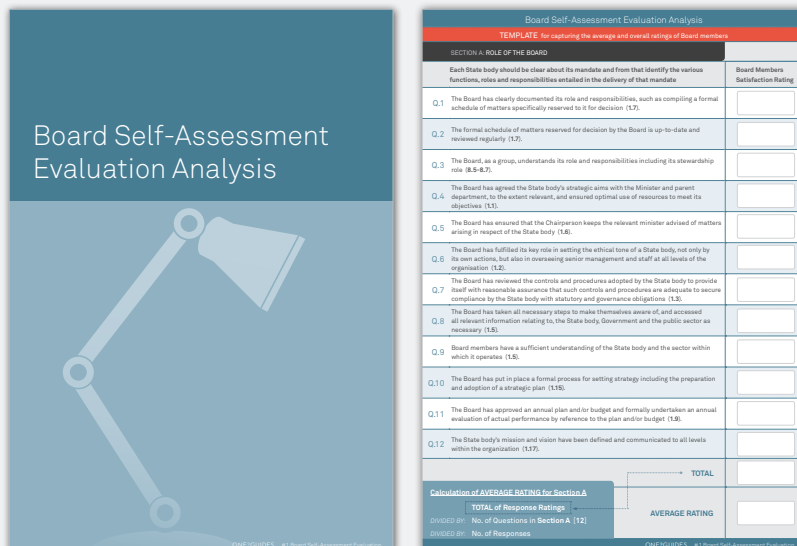 Board Self-Assessment
Evaluation Analysis
ONE²GUIDES #1 Board Self-Assessment Evaluation
Board Self-Assessment Evaluation Analysis
TEMPLATE for capturing the average and overall ratings of Board members
SECTION A: ROLE OF THE BOARD
Each State body should be clear about its mandate and from that identify the various
functions, roles and responsibilities entailed in the delivery of that mandate
Board Members
Satisfaction Rating
Q.1 The Board has clearly documented its role and responsibilities, such as compiling a formal
schedule of matters specifically reserved to it for decision (1.7).
Q.2 The formal schedule of matters reserved for decision by the Board is up-to-date and
reviewed regularly (1.7).
Q.3 The Board, as a group, understands its role and responsibilities including its stewardship
role (8.5-8.7).
Q.4 The Board has agreed the State body's strategic aims with the Minister and parent
department, to the extent relevant, and ensured optimal use of resources to meet its
objectives (1.1).
Q.5 The Board has ensured that the Chairperson keeps the relevant minister advised of matters
arising in respect of the State body (1.6).
Q.6 The Board has fulfilled its key role in setting the ethical tone of a State body, not only by
its own actions, but also in overseeing senior management and staff at all levels of the
organisation (1.2).
Q.7 The Board has reviewed the controls and procedures adopted by the State body to provide
itself with reasonable assurance that such controls and procedures are adequate to secure
compliance by the State body with statutory and governance obligations (1.3).
Q.8 The Board has taken all necessary steps to make themselves aware of, and accessed
all relevant information relating to, the State body, Government and the public sector as
necessary (1.5).
Q.9 Board members have a sufficient understanding of the State body and the sector within
which it operates (1.5).
Q.10 The Board has put in place a formal process for setting strategy including the preparation
and adoption of a strategic plan (1.15).
Q.11 The Board has approved an annual plan and/or budget and formally undertaken an annual
evaluation of actual performance by reference to the plan and/or budget (1.9).
Q.12 The State body's mission and vision have been defined and communicated to all levels
within the organization (1.17).
TOTAL
Calculation of AVERAGE RATING for Section A
TOTAL of Response Ratings
DIVIDED BY: No. of Questions in Section A (12)
DIVIDED BY: No. of Responses
AVERAGE RATING
ONE²GUIDES #1 Board Self-Assessment Evaluation